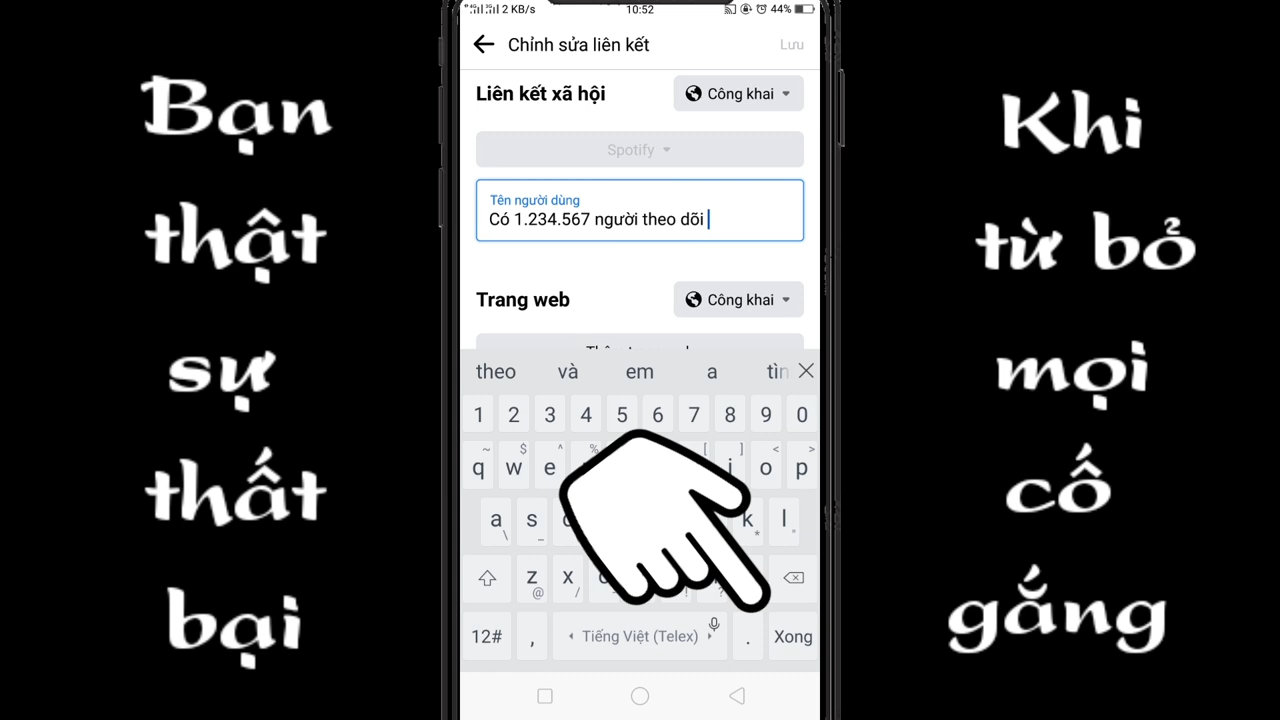 Bạn
thật
sự
thất
bại
2 KB/s
10:52
44%
Chỉnh sửa liên kết
Lưu
Liên kết xã hội
Công khai
Spotify
Tên người dùng
Có 1.234.567 người theo dõi
Trang web
Công khai
theo và em a
1 2 3 4 5 6 7 8 9 0
q w e o p
a s k l
z x
12# , Tiếng Việt (Telex) . Xong
Khi
từ bỏ
mọi
cố
gắng